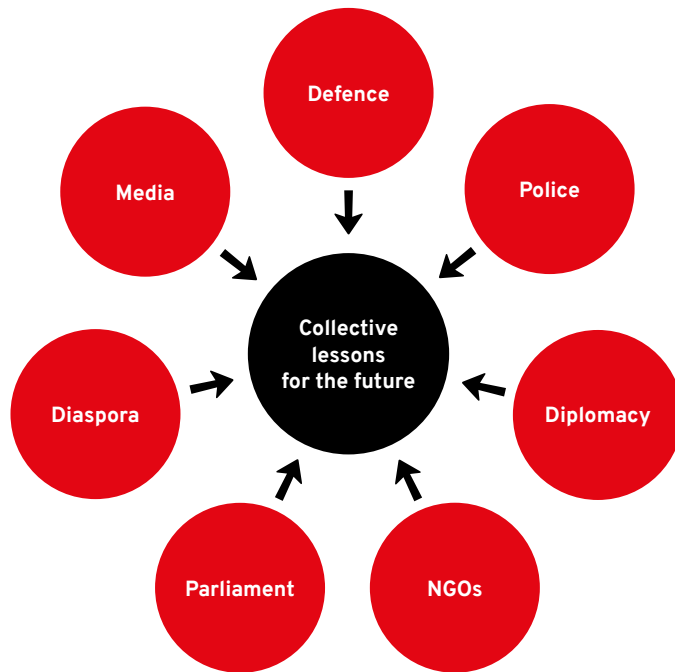 Defence
Media
Police
Collective
lessons
for the future
Diaspora
Diplomacy
Parliament
NGOs